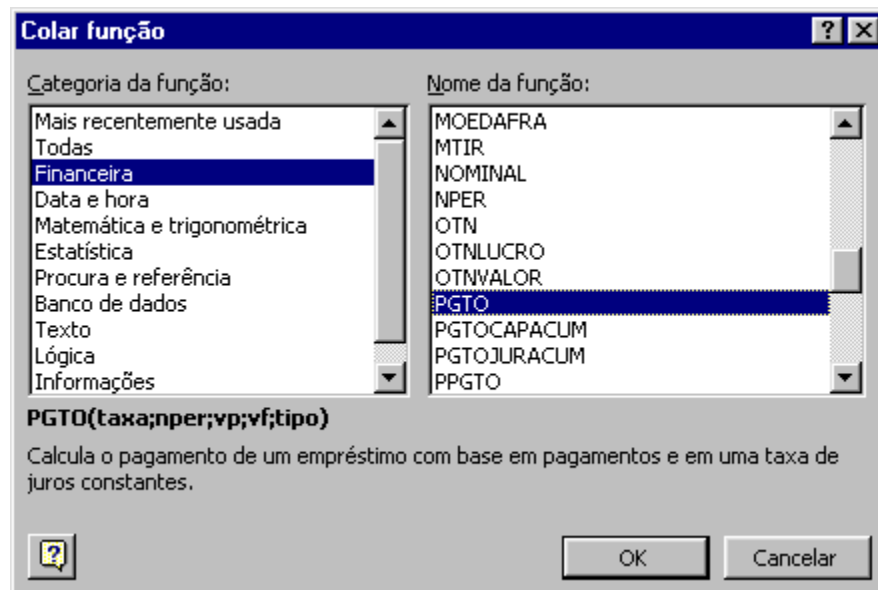 Colar função
Categoria da função:
Mais recentemente usada
Todas
Financeira
Data e hora
Matemática e trigonométrica
Estatística
Procura e referência
Banco de dados
Texto
Lógica
Informações
Nome da função:
MOEDAFRA
MTIR
NOMINAL
NPER
OTN
OTNLUCRO
OTNVALOR
PGTO
PGTOCAPACUM
PGTOJURACUM
PPGTO
PGTO(taxa;nper;vp;vf;tipo)
Calcula o pagamento de um empréstimo com base em pagamentos e em uma taxa de
juros constantes.
OK
Cancelar